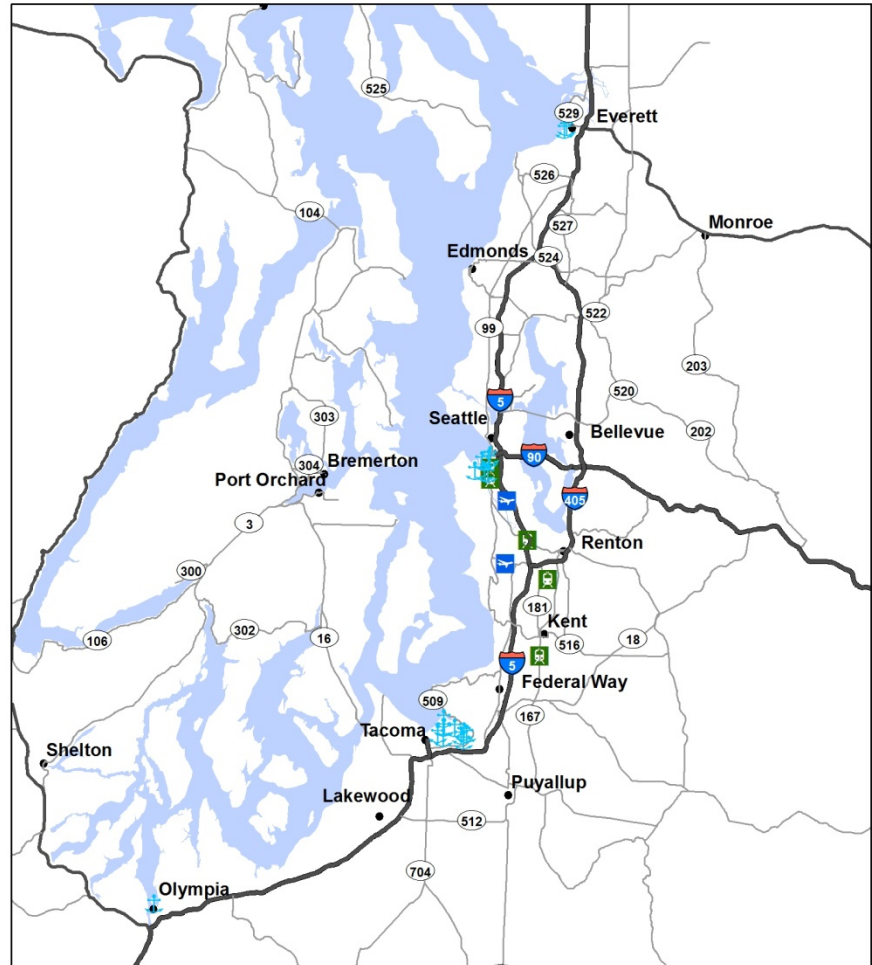 525
529
Everett
526
104
527
Monroe
Edmonds
524
522
99
203
520
5
303
Seattle
Bellevue
202
90
304
Bremerton
Port Orchard
405
3
Renton
300
181
Kent
302
16
516
18
106
5
Federal Way
509
167
Tacoma
Shelton
Puyallup
Lakewood
512
704
Olympia